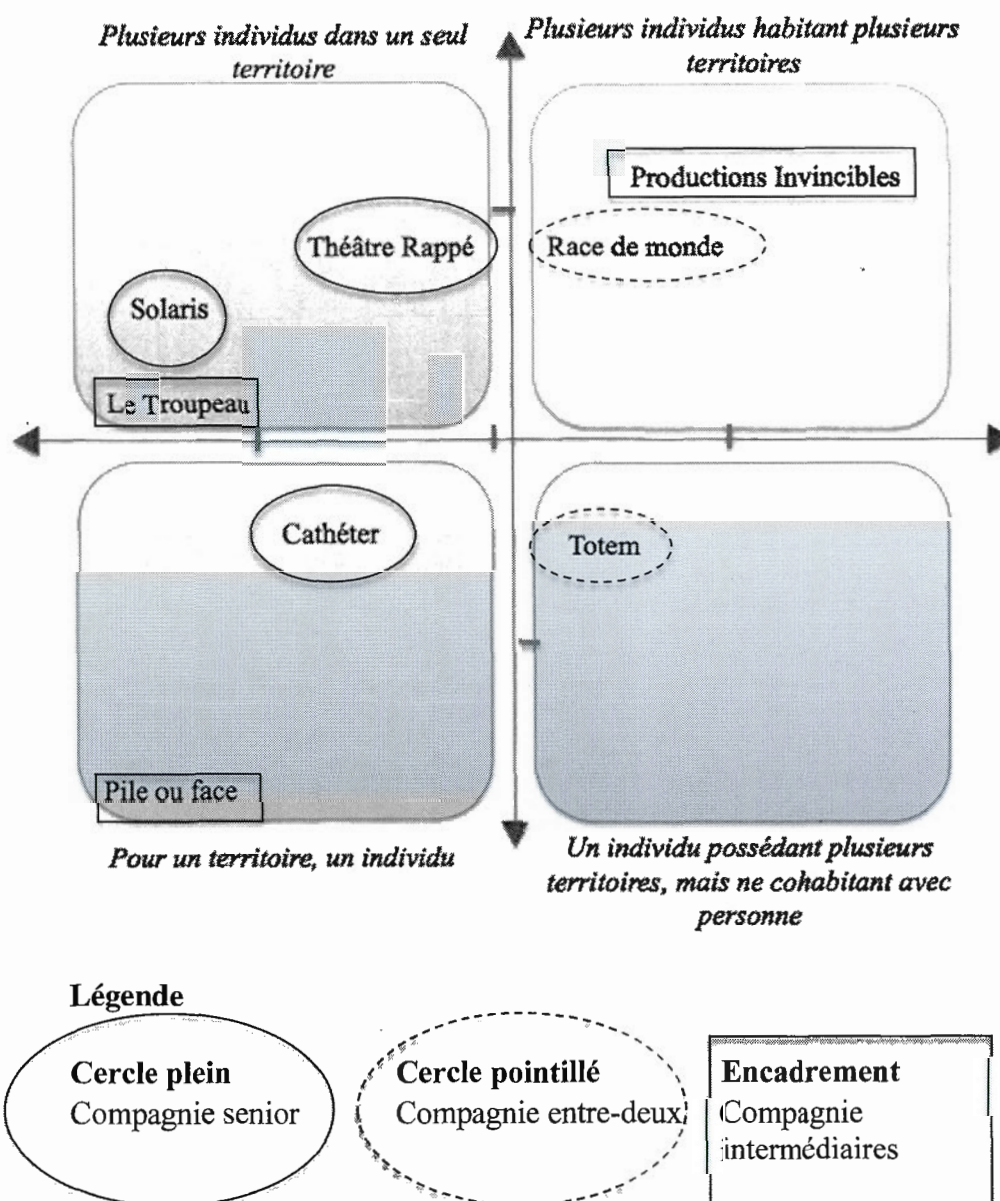 Plusieurs individus dans un seul
territoire
Plusieurs individus habitant plusieurs
territoires
Productions Invincibles
Théâtre Rappé
Race de monde
Solaris
Le Troupeau
Cathéter
Totem
Pile ou face
Pour un territoire, un individu
Un individu possédant plusieurs
territoires, mais ne cohabitant avec
personne
Légende
Cercle plein
Compagnie senior
Cercle pointillé
Compagnie entre-deux
Encadrement
Compagnie
intermédiaires